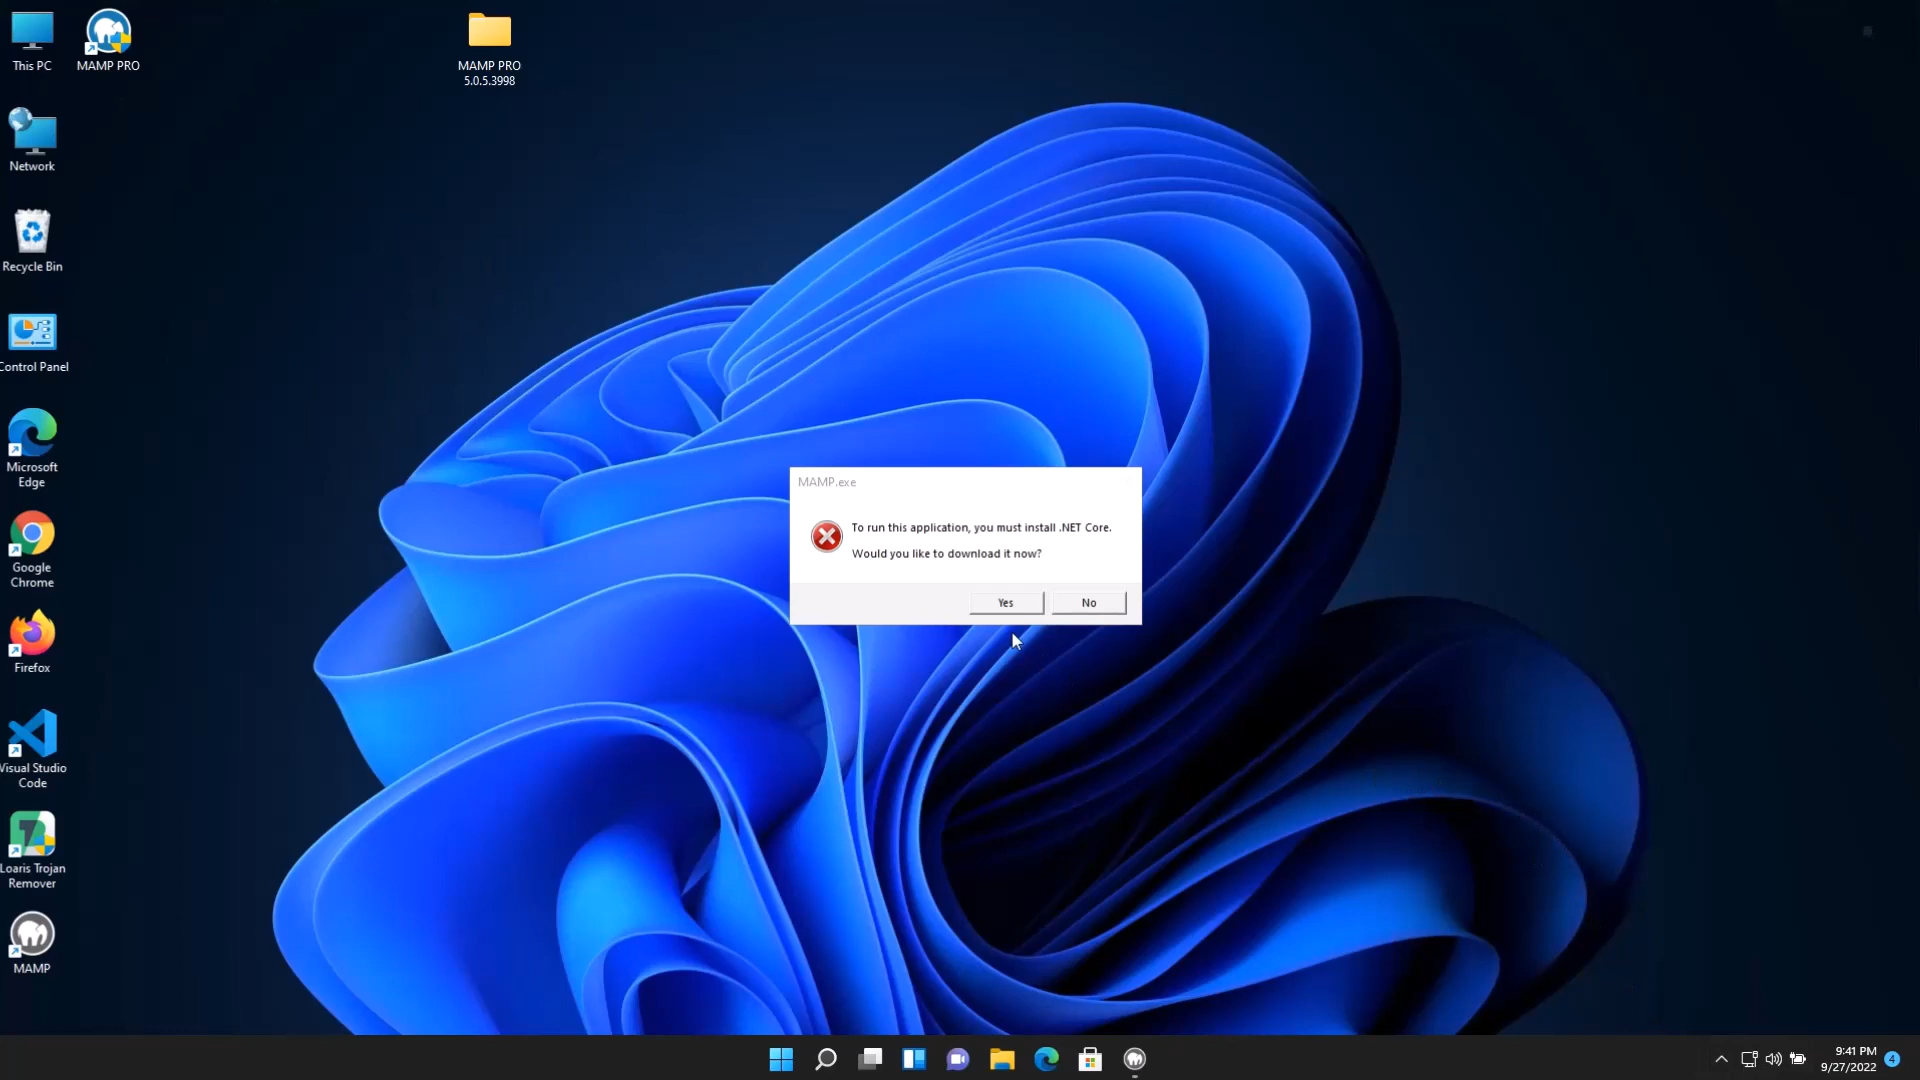 This PC
MAMP PRO
MAMP PRO
5.0.5.3998
Network
Recycle Bin
Control Panel
Microsoft
Edge
Google
Chrome
Firefox
Visual Studio
Code
Loaris Trojan
Remover
MAMP
MAMP.exe
To run this application, you must install .NET Core.
Would you like to download it now?
Yes
No
9:41 PM
9/27/2022
4